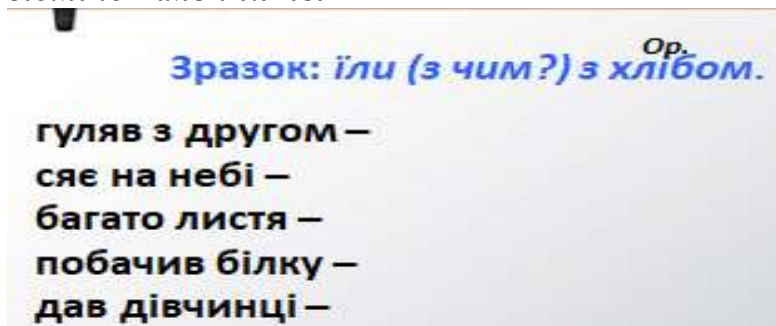 Ор.
Зразок: їли (з чим?) з хлібом.
гуляв з другом –
сяє на небі –
багато листя –
побачив білку –
дав дівчинці –